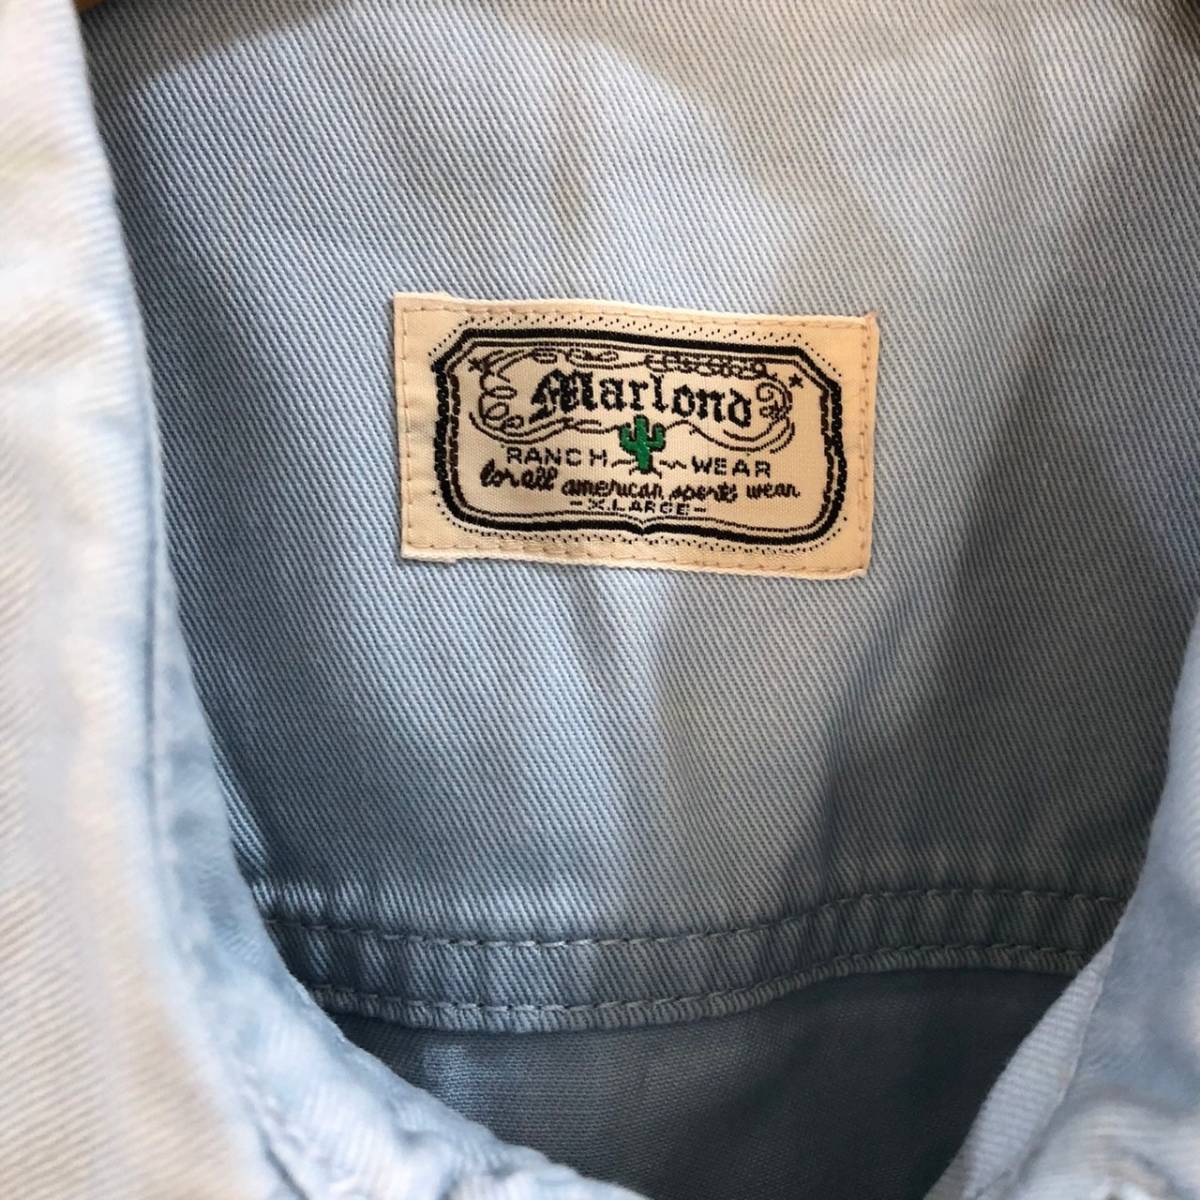 Marlond
RANCH WEAR
for all american sports wear
-X.LARGE-